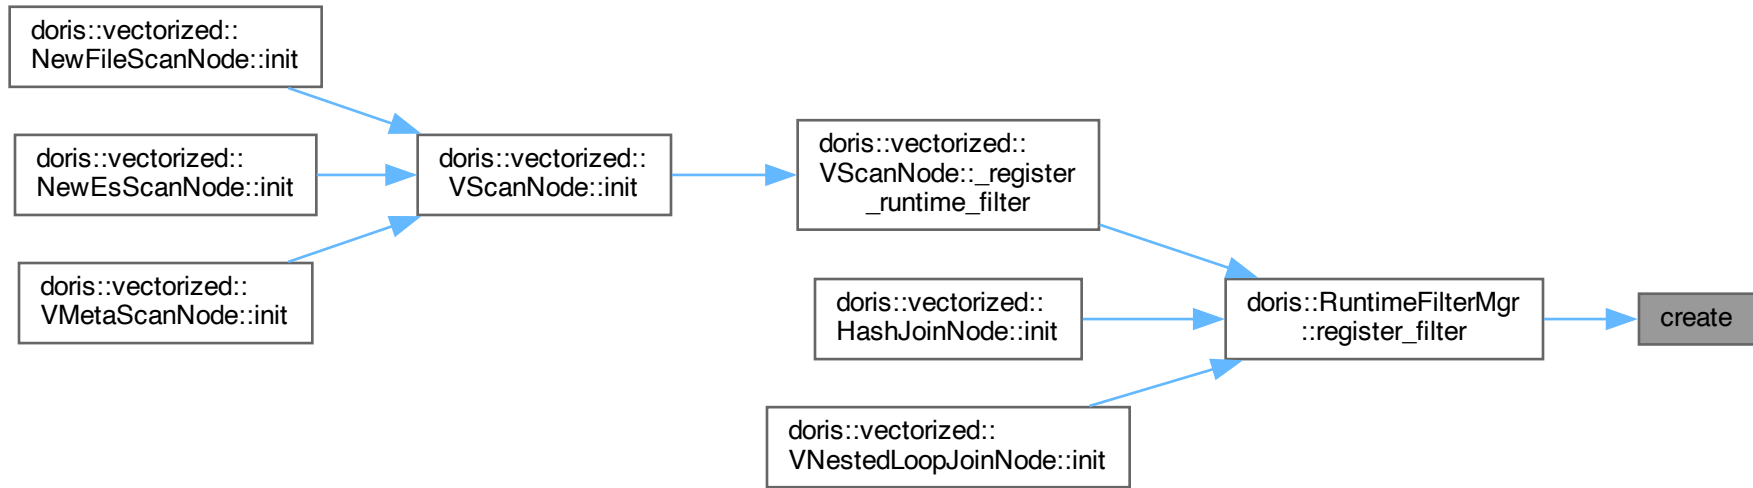 doris::vectorized::
NewFileScanNode::init
doris::vectorized::
NewEsScanNode::init
doris::vectorized::
VMetaScanNode::init
doris::vectorized::
VScanNode::init
doris::vectorized::
VScanNode::_register
_runtime_filter
doris::vectorized::
HashJoinNode::init
doris::vectorized::
VNestedLoopJoinNode::init
doris::RuntimeFilterMgr
::register_filter
create